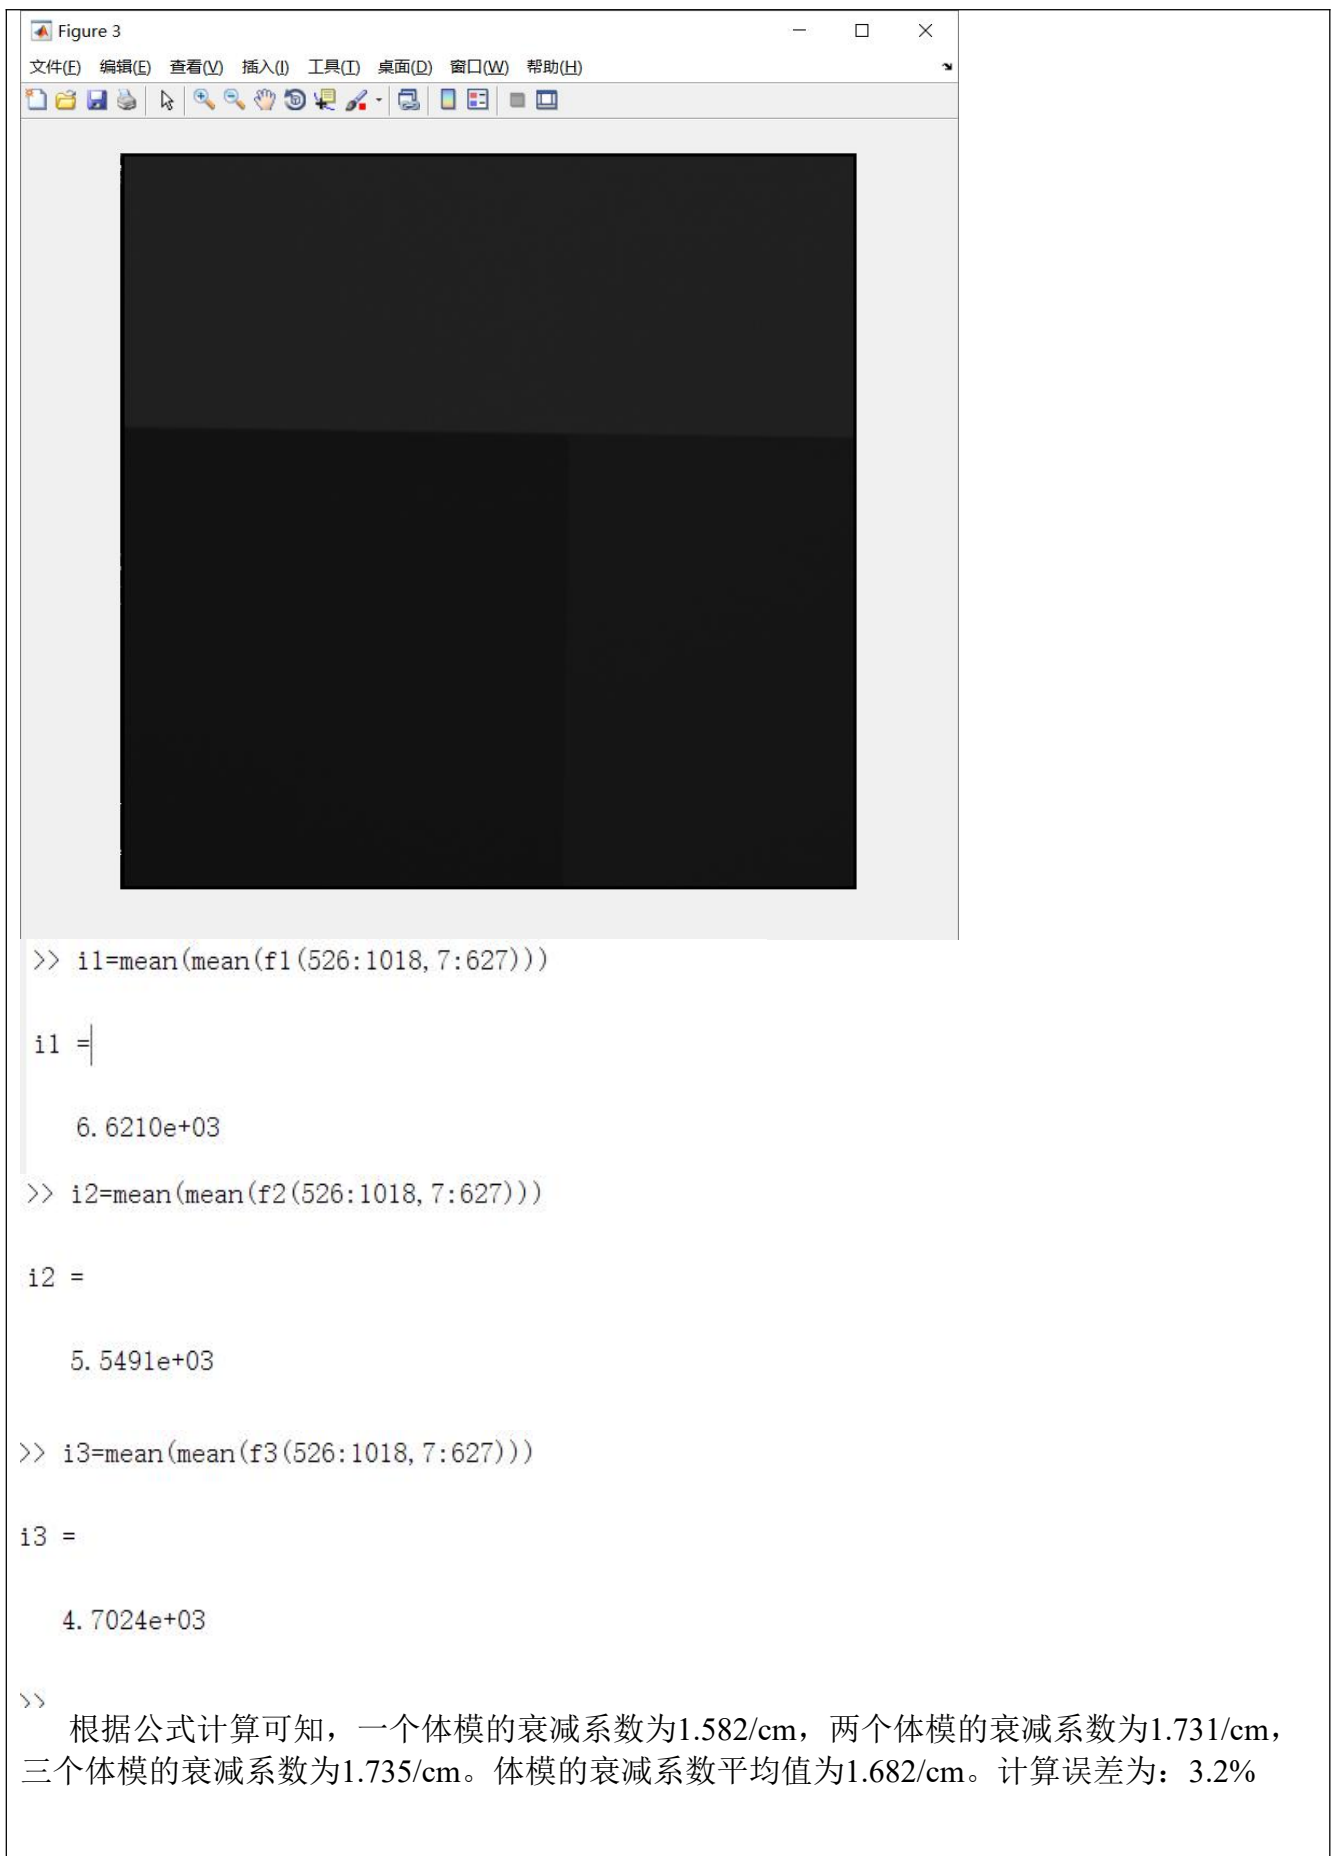 Figure 3
文件(F) 编辑(E) 查看(V) 插入(I) 工具(T) 桌面(D) 窗口(W) 帮助(H)
>> i1=mean(mean(f1(526:1018,7:627)))
i1 =
6.6210e+03
>> i2=mean(mean(f2(526:1018,7:627)))
i2 =
5.5491e+03
>> i3=mean(mean(f3(526:1018,7:627)))
i3 =
4.7024e+03
>>
根据公式计算可知，一个体模的衰减系数为1.582/cm，两个体模的衰减系数为1.731/cm，
三个体模的衰减系数为1.735/cm。体模的衰减系数平均值为1.682/cm。计算误差为：3.2%